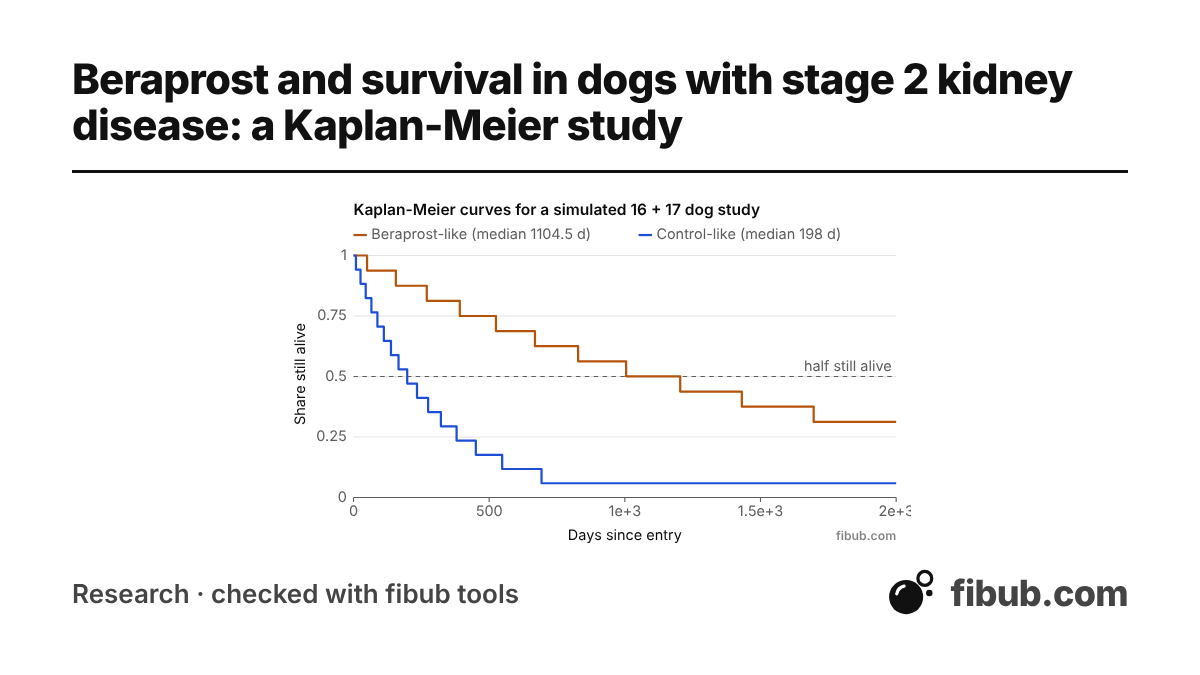 Beraprost and survival in dogs with stage 2 kidney
disease: a Kaplan-Meier study
Kaplan-Meier curves for a simulated 16 + 17 dog study
Beraprost-like (median 1104.5 d) Control-like (median 198 d)
1
0.75
0.5
0.25
0
half still alive
Share still alive
0 500 1e+3 1.5e+3 2e+3
Days since entry
fibub.com
Research · checked with fibub tools
fibub.com